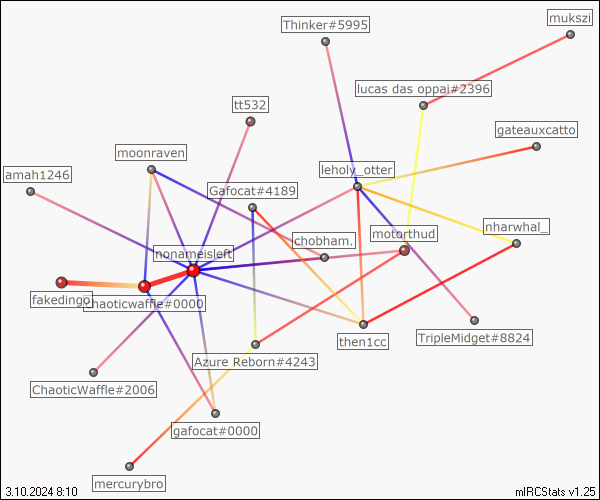 Thinker#5995
mukszi
lucas das oppai#2396
tt532
gateauxcatto
moonraven
leholy_otter
amah1246
Gafocat#4189
nharwhal_
motorthud
chobham.
nonameisleft
fakedingo
chaoticwaffle#0000
TripleMidget#8824
then1cc
Azure Reborn#4243
ChaoticWaffle#2006
gafocat#0000
mercurybro
3.10.2024 8:10
mIRCStats v1.25